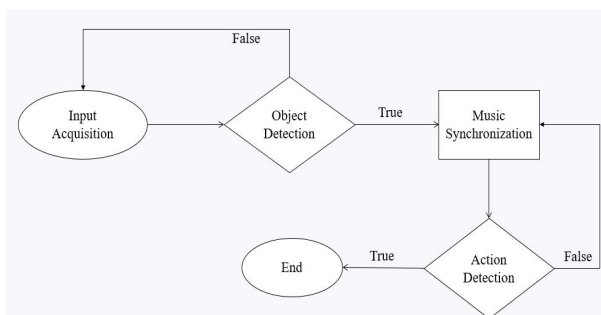 False
Input
Acquisition
Object
Detection
True
Music
Synchronization
End
True
Action
Detection
False